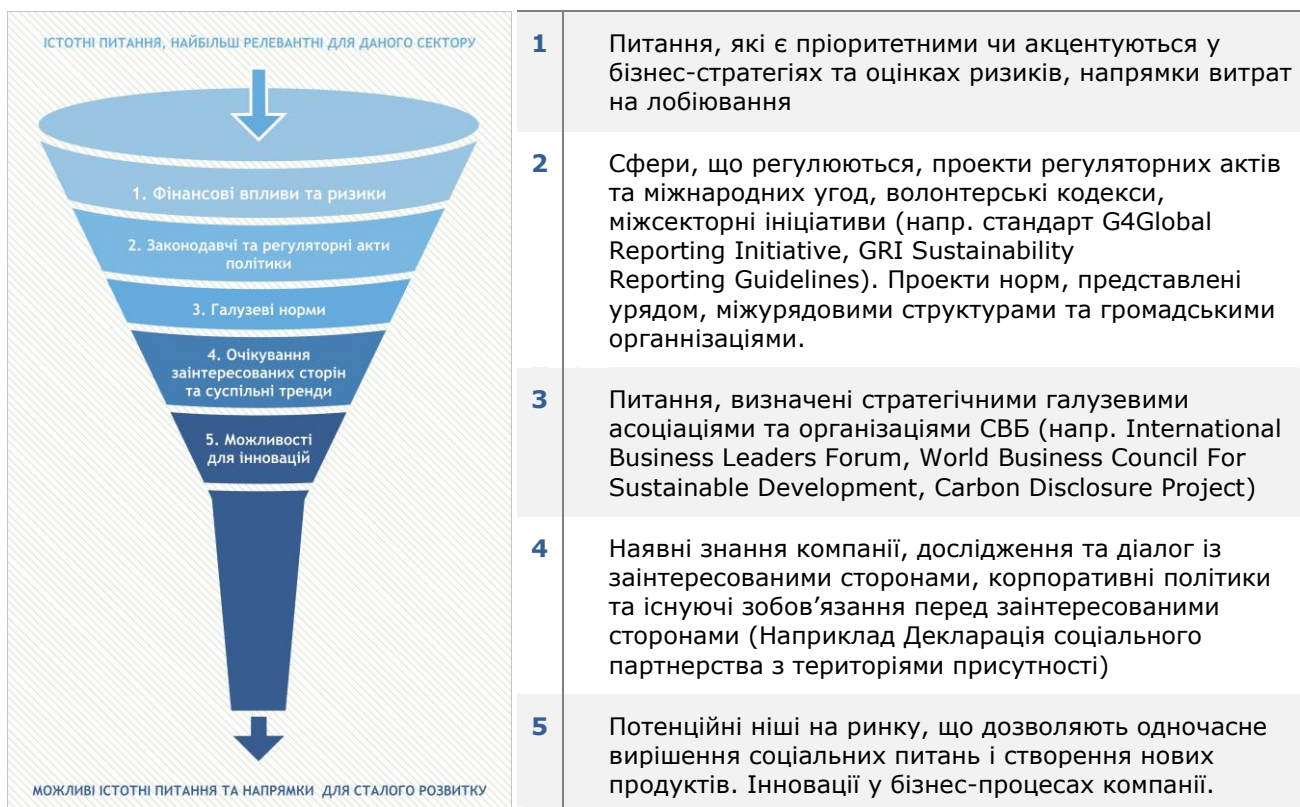 ІСТОТНІ ПИТАННЯ, НАЙБІЛЬШ РЕЛЕВАНТНІ ДЛЯ ДАНОГО СЕКТОРУ
1. Фінансові впливи та ризики
2. Законодавчі та регуляторні акти
політики
3. Галузеві норми
4. Очікування
заінтересованих сторін
та суспільні тренди
5. Можливості
для інновацій
МОЖЛИВІ ІСТОТНІ ПИТАННЯ ТА НАПРЯМКИ ДЛЯ СТАЛОГО РОЗВИТКУ
1
Питання, які є пріоритетними чи акцентуються у
бізнес-стратегіях та оцінках ризиків, напрямки витрат
на лобіювання
2
Сфери, що регулюються, проекти регуляторних актів
та міжнародних угод, волонтерські кодекси,
міжсекторні ініціативи (напр. стандарт G4Global
Reporting Initiative, GRI Sustainability
Reporting Guidelines). Проекти норм, представлені
урядом, міжурядовими структурами та громадськими
органнізаціями.
3
Питання, визначені стратегічними галузевими
асоціаціями та організаціями СВБ (напр. International
Business Leaders Forum, World Business Council For
Sustainable Development, Carbon Disclosure Project)
4
Наявні знання компанії, дослідження та діалог із
заінтересованими сторонами, корпоративні політики
та існуючі зобов’язання перед заінтересованими
сторонами (Наприклад Декларація соціального
партнерства з територіями присутності)
5
Потенційні ніші на ринку, що дозволяють одночасне
вирішення соціальних питань і створення нових
продуктів. Інновації у бізнес-процесах компанії.